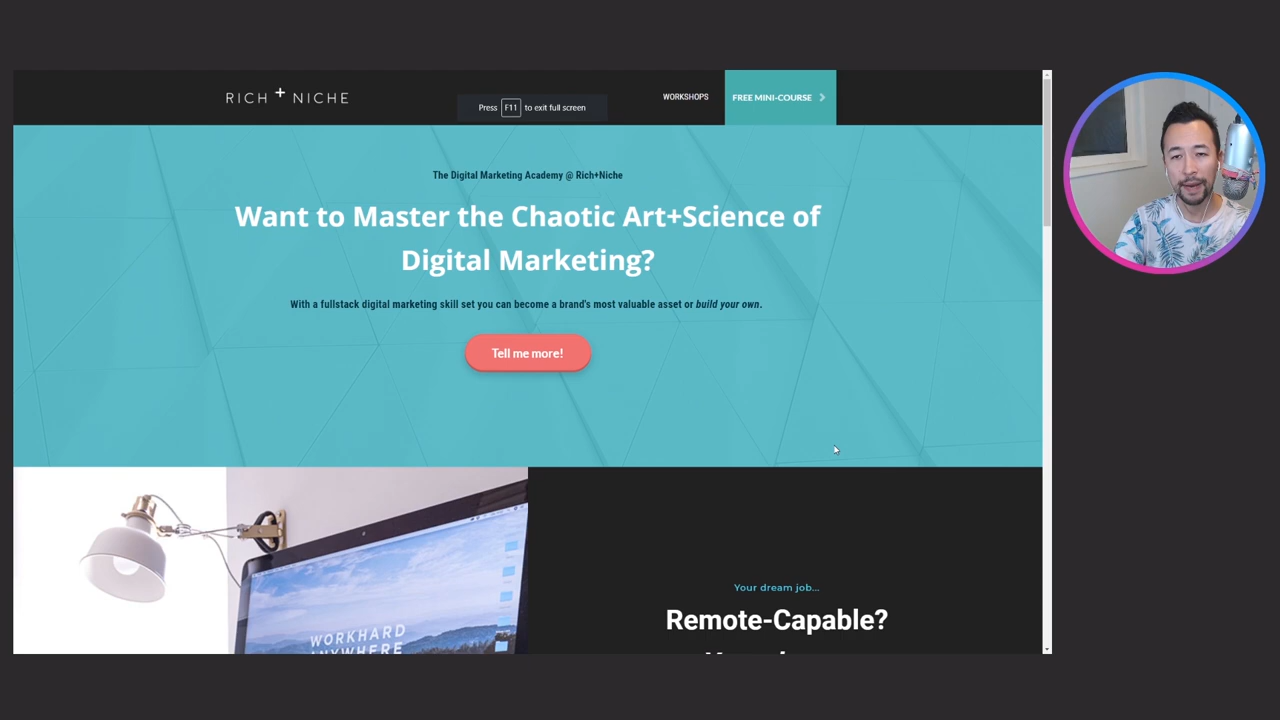 RICH + NICHE
Press F11 to exit full screen
WORKSHOPS
FREE MINI-COURSE
The Digital Marketing Academy @ Rich+Niche
Want to Master the Chaotic Art+Science of
Digital Marketing?
With a fullstack digital marketing skill set you can become a brand's most valuable asset or build your own.
Tell me more!
Your dream job...
Remote-Capable?
WORKHARD
ANYWHERE